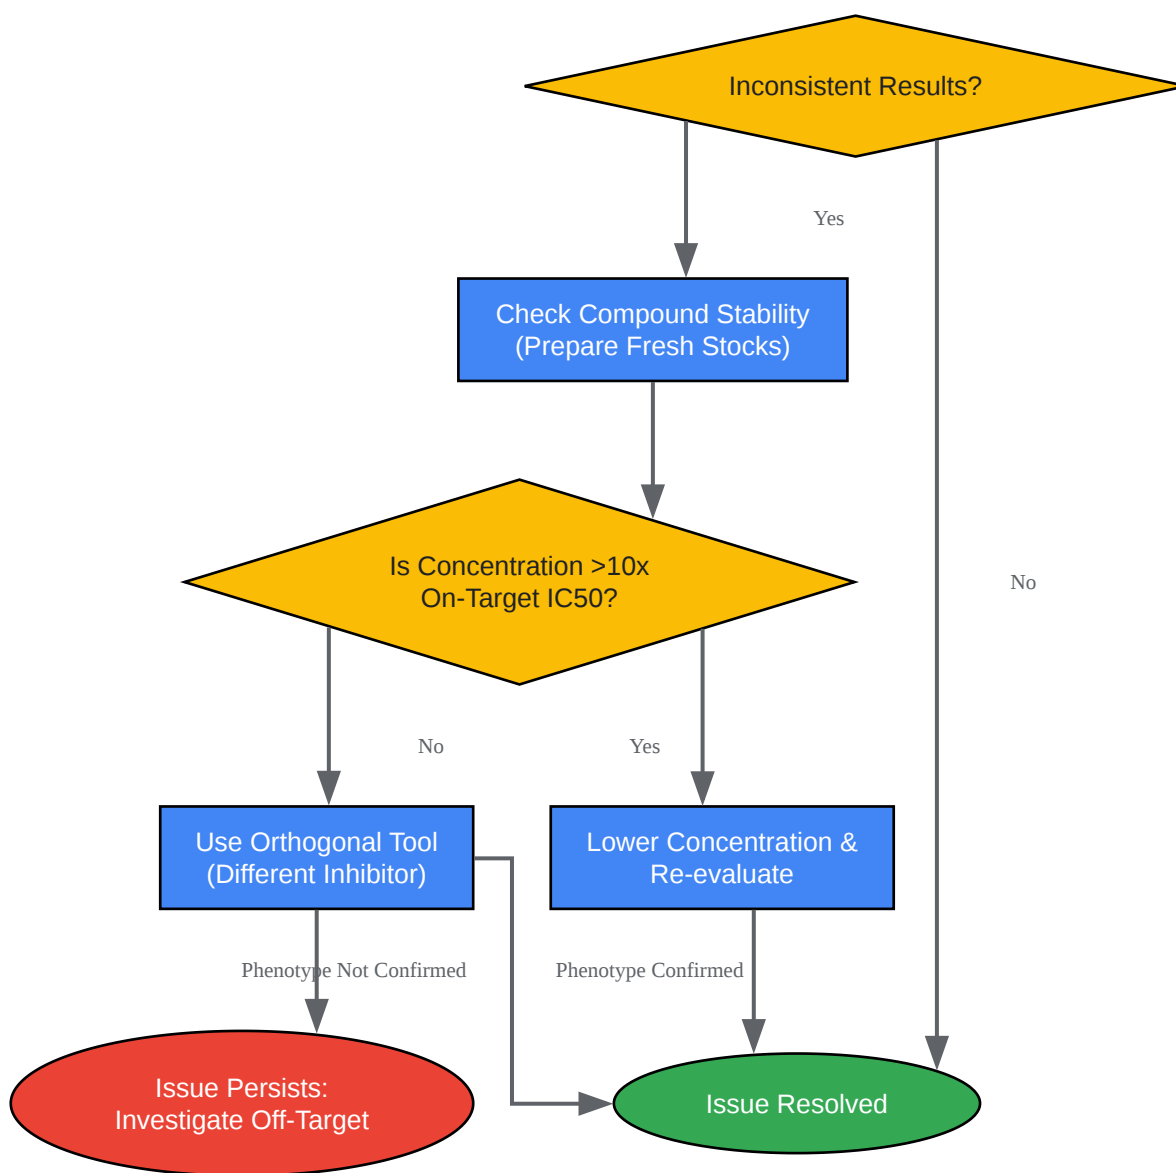 Inconsistent Results?
Yes
Check Compound Stability
(Prepare Fresh Stocks)
Is Concentration >10x
On-Target IC50?
No
No
Yes
Use Orthogonal Tool
(Different Inhibitor)
Lower Concentration &
Re-evaluate
Phenotype Not Confirmed
Phenotype Confirmed
Issue Persists:
Investigate Off-Target
Issue Resolved